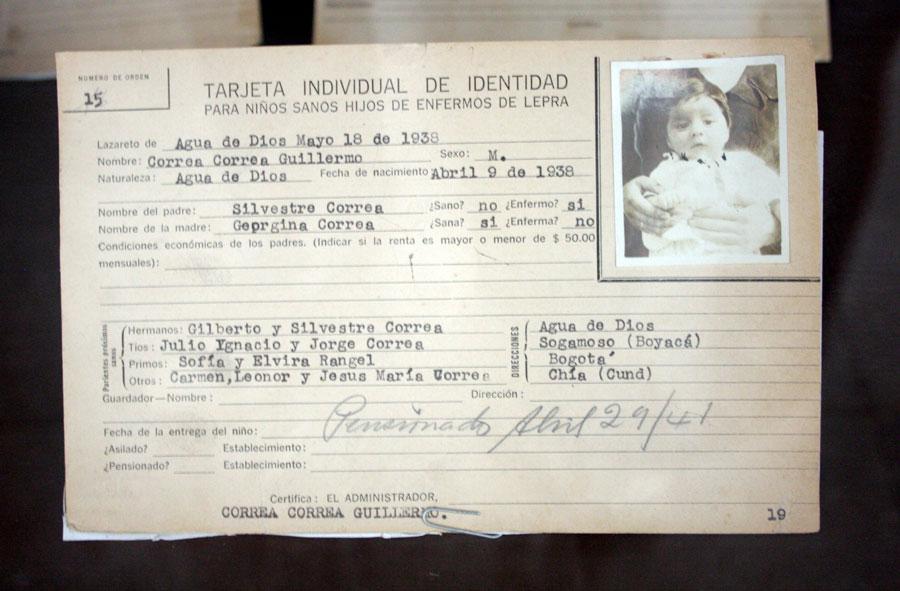 NUMERO DE ORDEN
15
TARJETA INDIVIDUAL DE IDENTIDAD
PARA NIÑOS SANOS HIJOS DE ENFERMOS DE LEPRA
Lazareto de Agua de Dios Mayo 18 de 1938
Nombre: Correa Correa Guillermo Sexo: M.
Naturaleza: Agua de Dios Fecha de nacimiento Abril 9 de 1938
Nombre del padre: Silvestre Correa ¿Sano? no ¿Enfermo? si
Nombre de la madre: Georgina Correa ¿Sana? si ¿Enferma? no
Condiciones económicas de los padres. (Indicar si la renta es mayor o menor de $ 50.00
mensuales):
Parientes próximos sanos
Hermanos: Gilberto y Silvestre Correa
Tíos: Julio Ygnacio y Jorge Correa
Primos: Sofía y Elvira Rangel
Otros: Carmen, Leonor y Jesus María Correa
DIRECCIONES
Agua de Dios
Sogamoso (Boyacá)
Bogotá
Chía (Cund)
Guardador—Nombre: Dirección:
Fecha de la entrega del niño: Pensionado Abril 29/41
¿Asilado? Establecimiento:
¿Pensionado? Establecimiento:
Certifica: EL ADMINISTRADOR,
CORREA CORREA GUILLERMO.
19